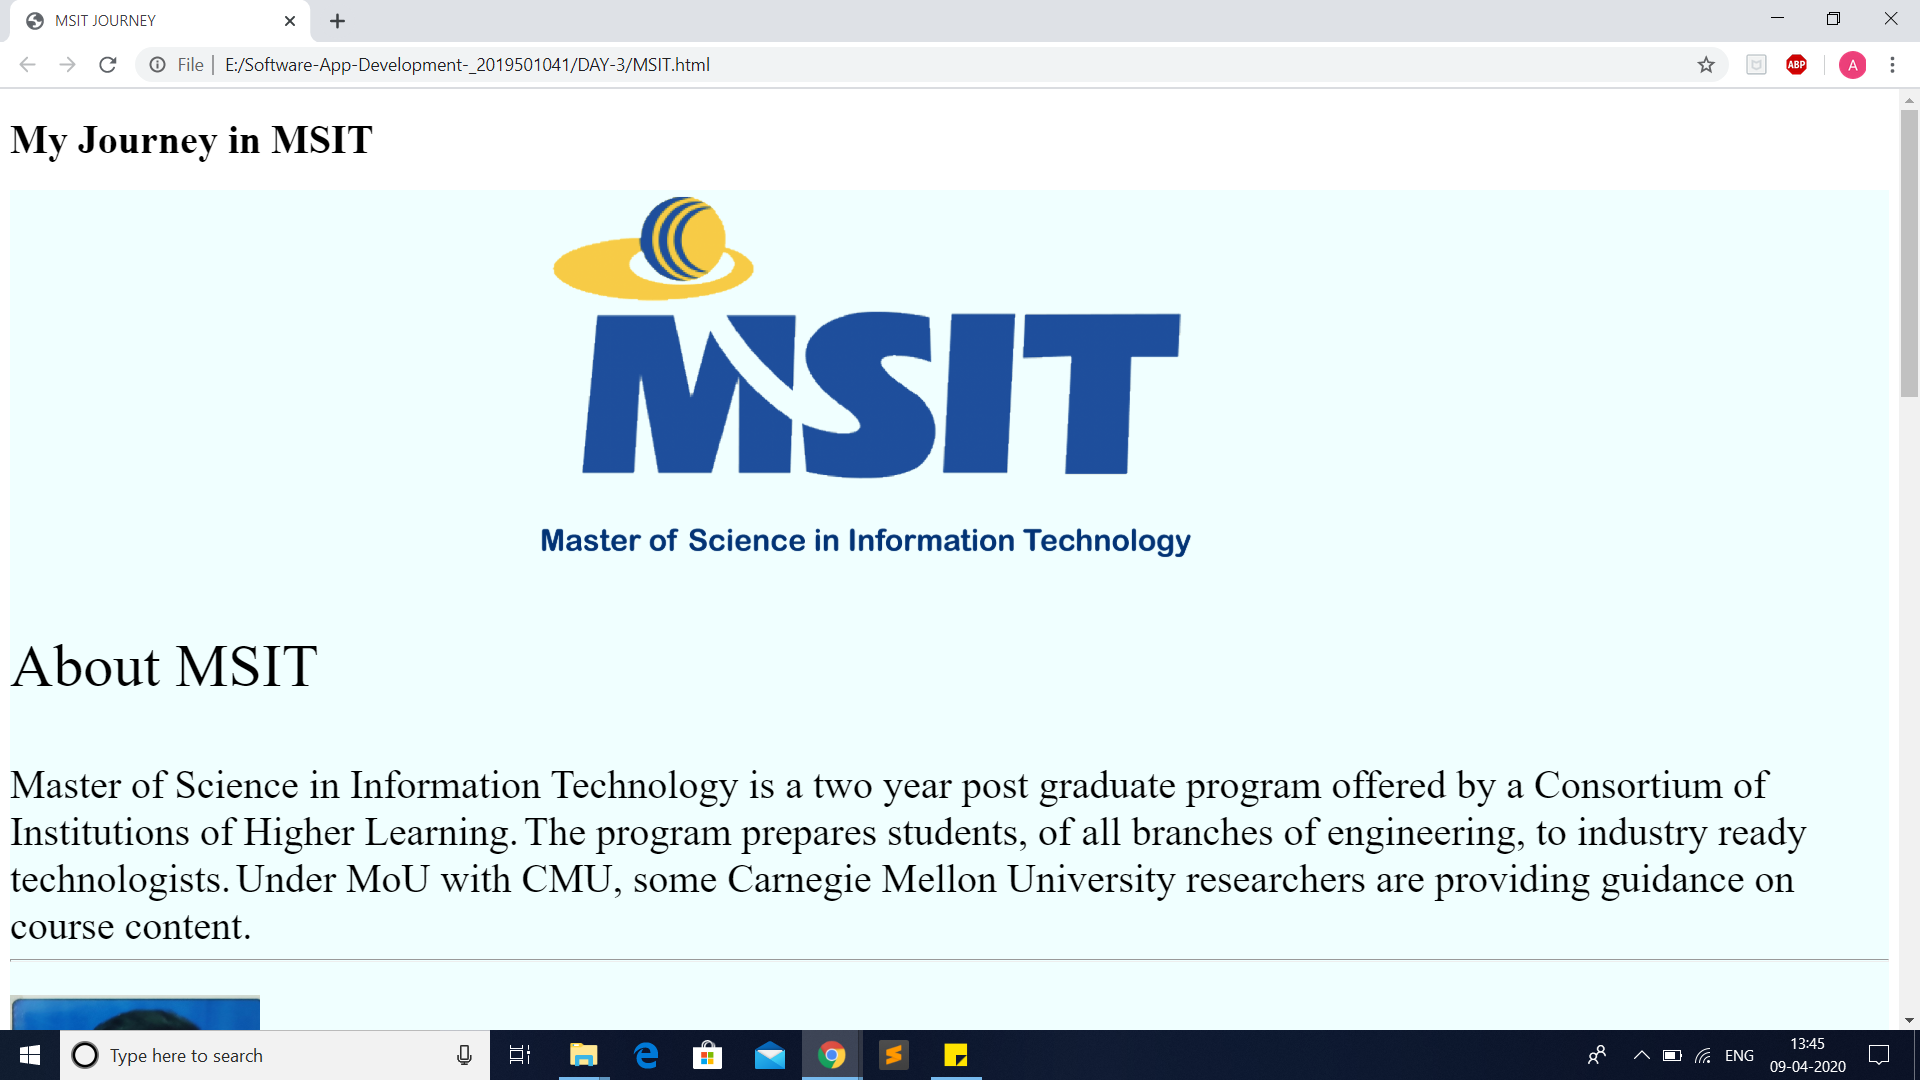 MSIT JOURNEY
File | E:/Software-App-Development-_2019501041/DAY-3/MSIT.html
ABP
A
My Journey in MSIT
MSIT
Master of Science in Information Technology
About MSIT
Master of Science in Information Technology is a two year post graduate program offered by a Consortium of
Institutions of Higher Learning. The program prepares students, of all branches of engineering, to industry ready
technologists. Under MoU with CMU, some Carnegie Mellon University researchers are providing guidance on
course content.
Type here to search
ENG
13:45
09-04-2020